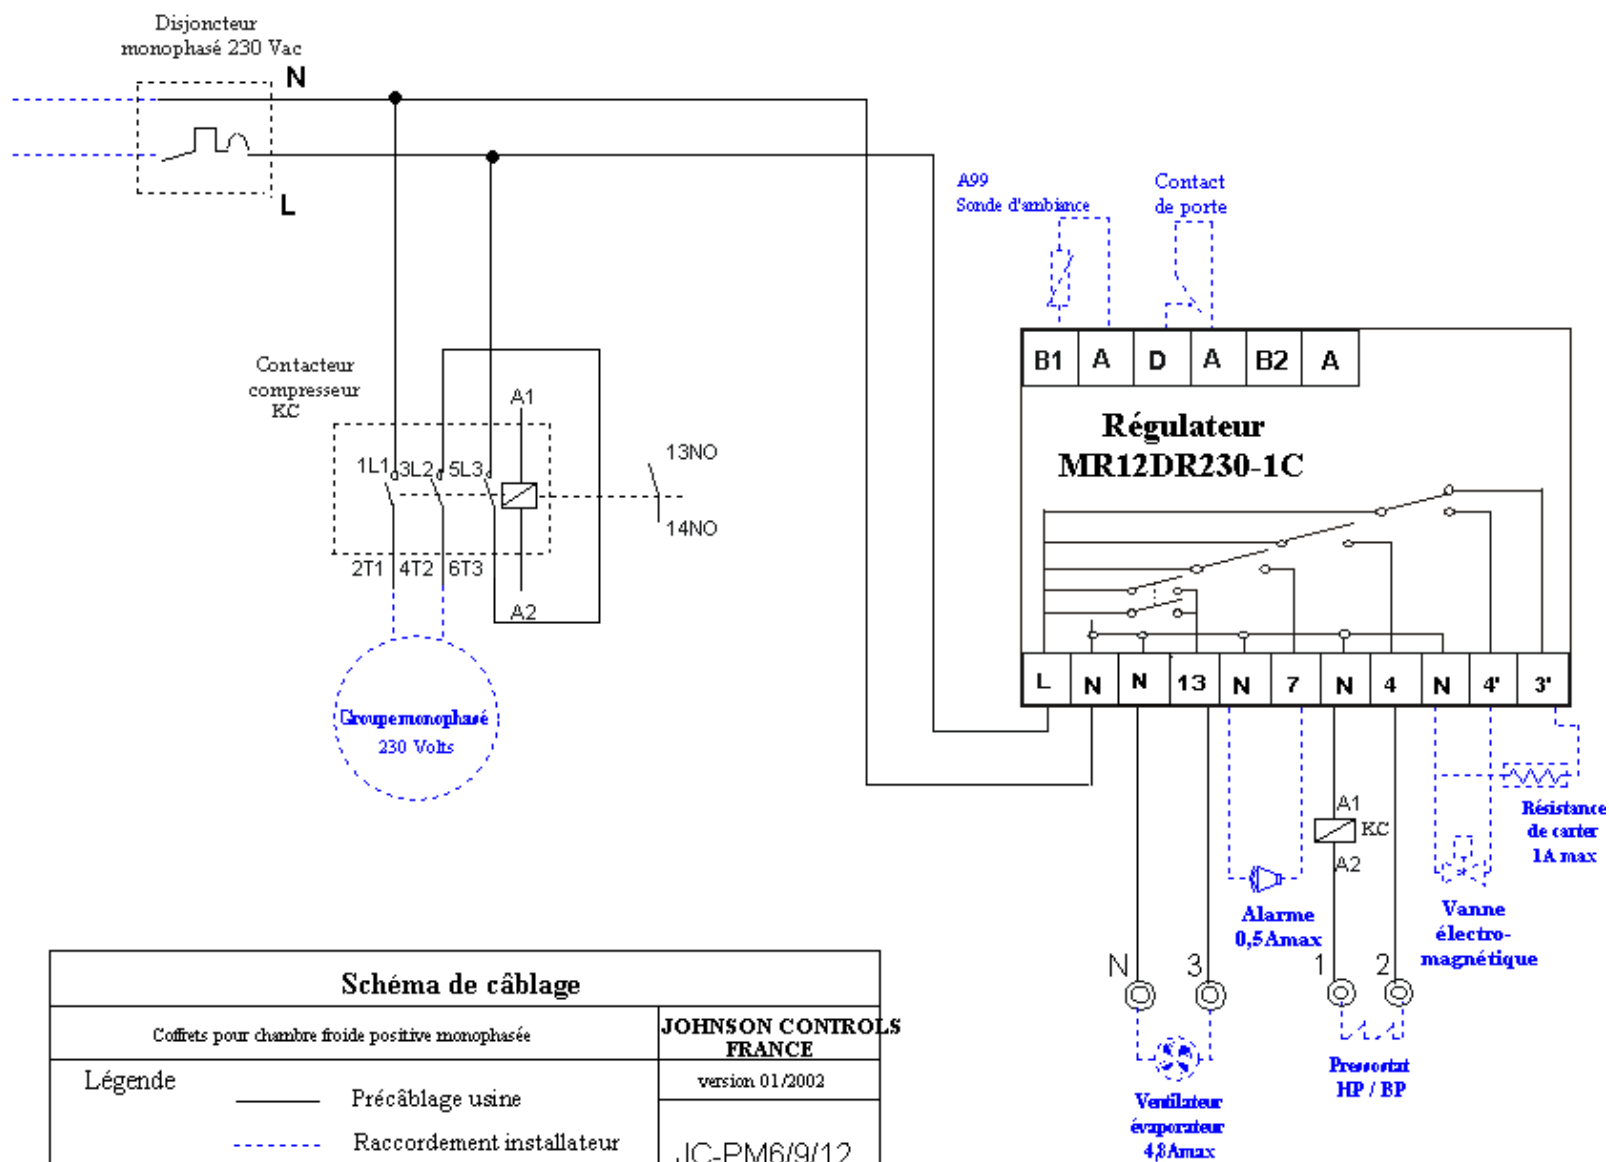 Disjoncteur
monophasé 230 Vac
N
L
A99
Sonde d'ambiance
Contact
de porte
B1 A D A B2 A
Régulateur
MR12DR230-1C
Contacteur
compresseur
KC
A1
1L1 3L2 5L3
13NO
14NO
2T1 4T2 6T3
A2
Groupe monophasé
230 Volts
L N N 13 N 7 N 4 N 4' 3'
A1
KC
A2
Résistance
de carter
1A max
Alarme
0,5Amax
Vanne
électro-
magnétique
N 3 1 2
Pressostat
HP / BP
Ventilateur
évaporateur
4,8Amax
Schéma de câblage
Coffrets pour chambre froide positive monophasée
JOHNSON CONTROLS
FRANCE
Légende
version 01/2002
Précâblage usine
Raccordement installateur
JC-PM6/9/12